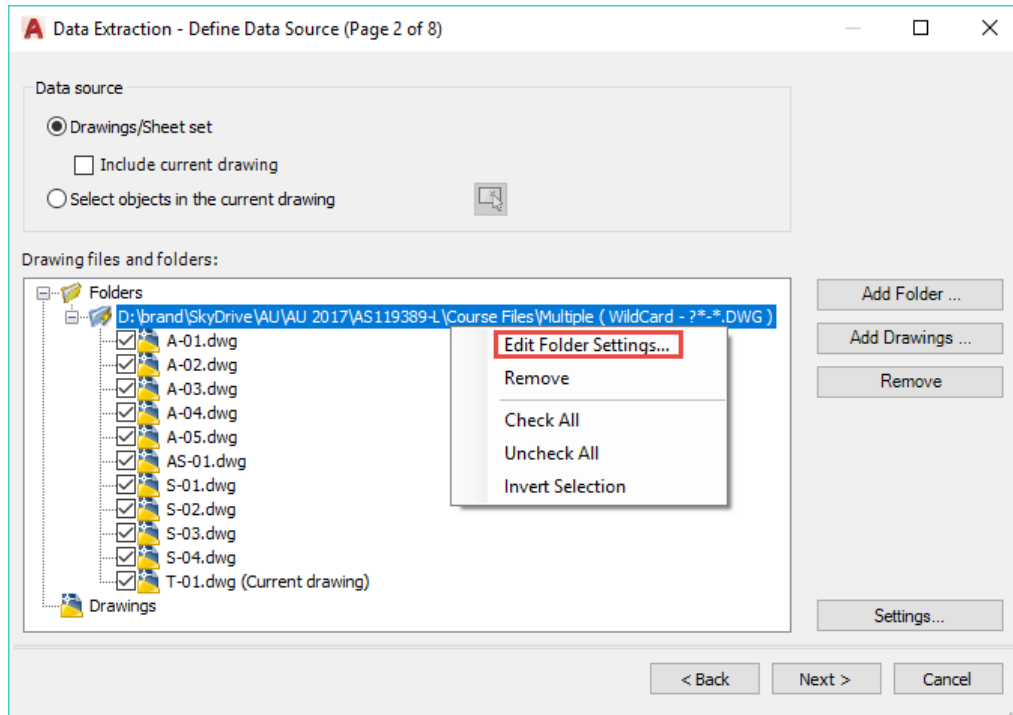 Data Extraction - Define Data Source (Page 2 of 8)
Data source
Drawings/Sheet set
Include current drawing
Select objects in the current drawing
Drawing files and folders:
Folders
D:\brand\SkyDrive\AU\AU 2017\AS119389-L\Course Files\Multiple ( WildCard - ?*-*.DWG )
A-01.dwg
A-02.dwg
A-03.dwg
A-04.dwg
A-05.dwg
AS-01.dwg
S-01.dwg
S-02.dwg
S-03.dwg
S-04.dwg
T-01.dwg (Current drawing)
Drawings
Edit Folder Settings...
Remove
Check All
Uncheck All
Invert Selection
Add Folder ...
Add Drawings ...
Remove
Settings...
< Back Next > Cancel